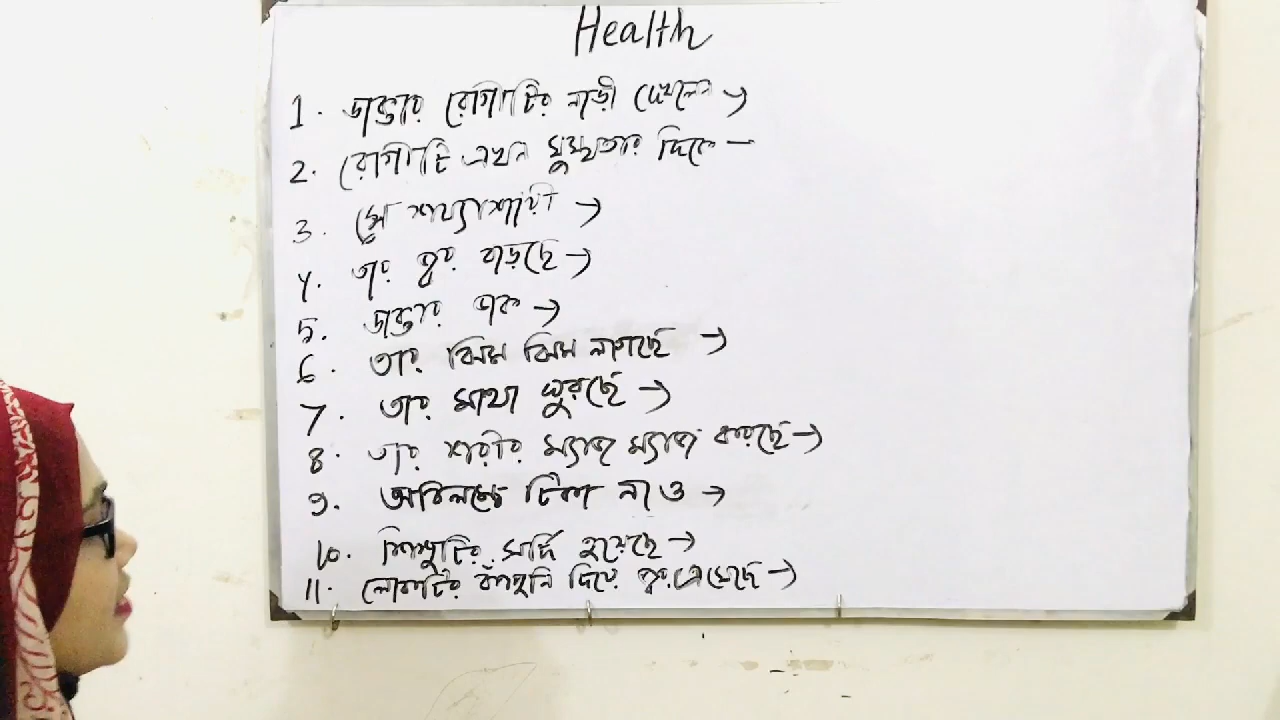 Health
1. ডাক্তার রোগীটির নাড়ী দেখলেন →
2. রোগীটি এখন সুস্থতার দিকে –
3. সে শয্যাশায়ী →
4. তার জ্বর বাড়ছে →
5. ডাক্তার ডাক →
6. তার ঝিম ঝিম লাগছে →
7. তার মাথা ঘুরছে →
8. তার শরীর ম্যাজ ম্যাজ করছে →
9. অবিলম্বে টিকা নাও →
10. শিশুটির সর্দি হয়েছে →
11. লোকটির কাঁপুনি দিয়ে জ্বর এসেছে →